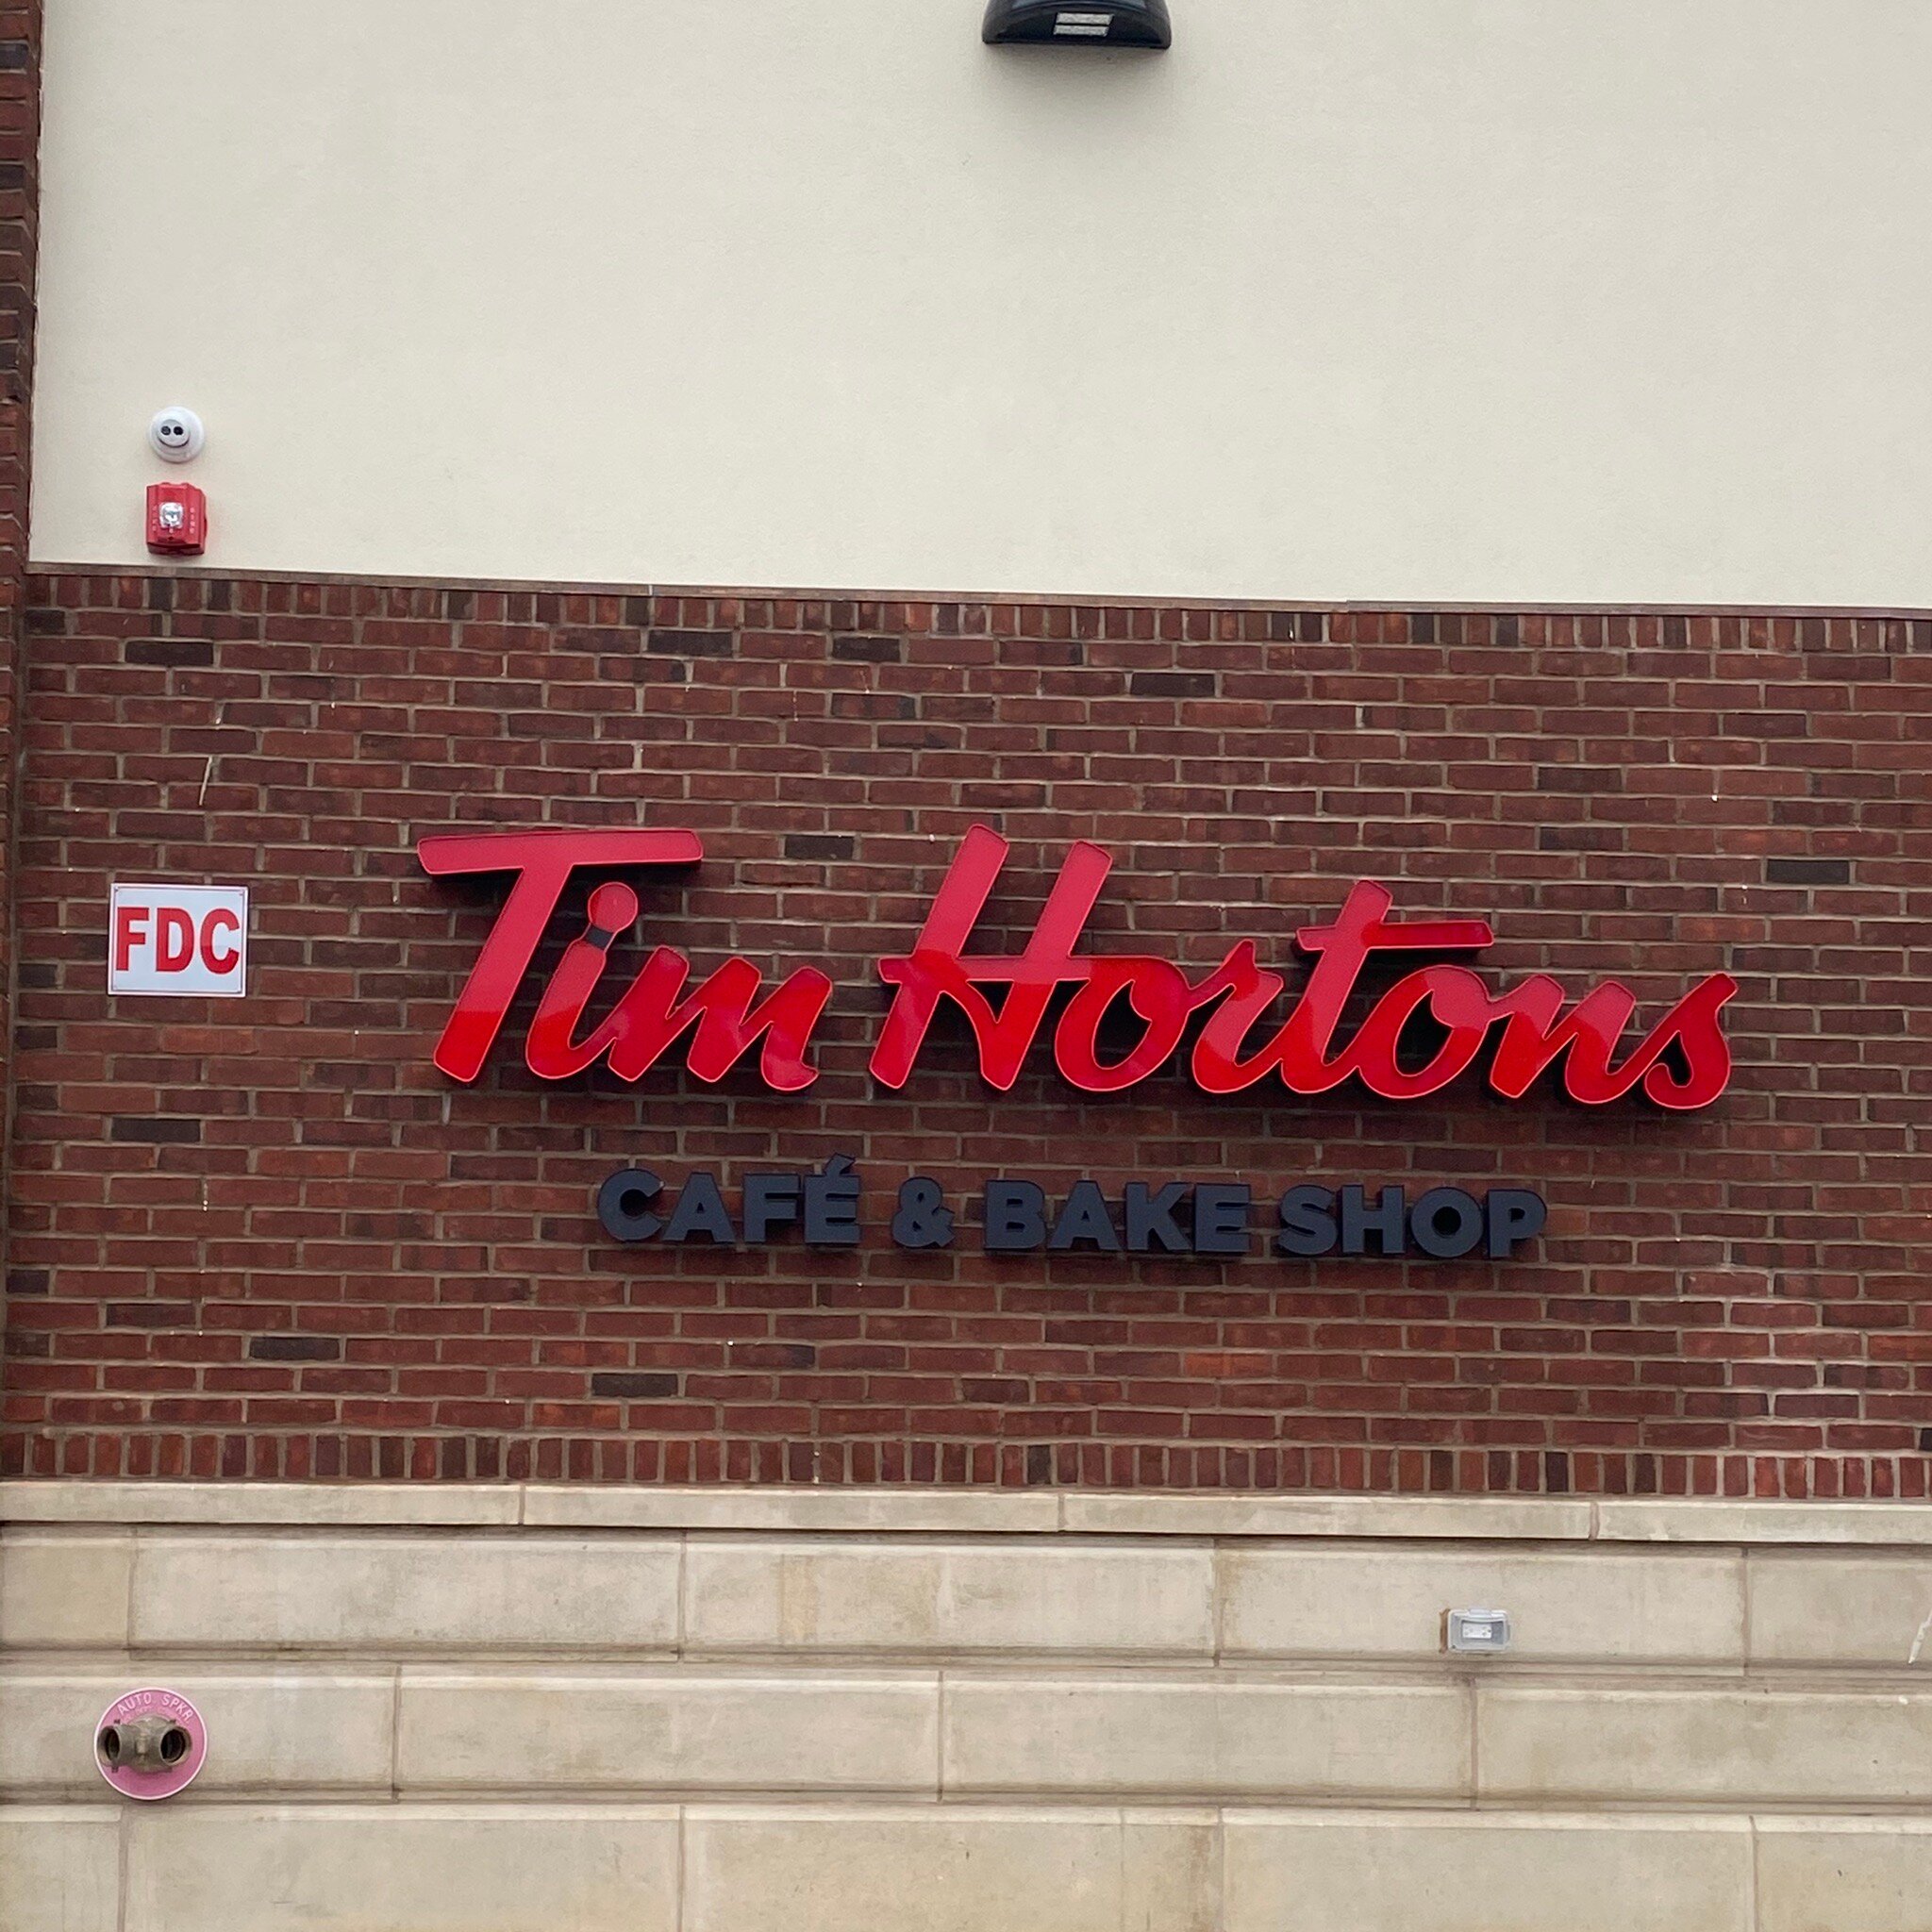 FDC
Tim Hortons
CAFÉ & BAKE SHOP
AUTO. SPKR